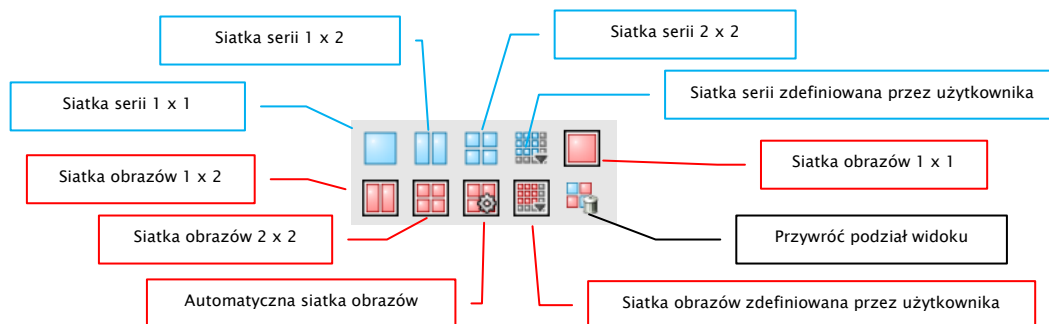 Siatka serii 1 x 2
Siatka serii 2 x 2
Siatka serii 1 x 1
Siatka serii zdefiniowana przez użytkownika
Siatka obrazów 1 x 2
Siatka obrazów 1 x 1
Siatka obrazów 2 x 2
Przywróć podział widoku
Automatyczna siatka obrazów
Siatka obrazów zdefiniowana przez użytkownika